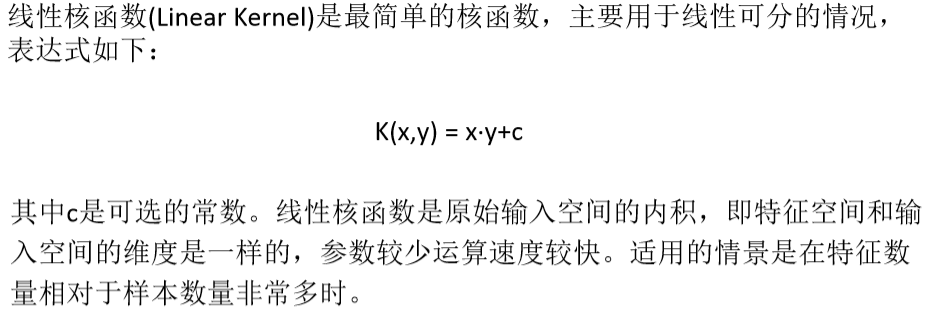 线性核函数(Linear Kernel)是最简单的核函数，主要用于线性可分的情况，
表达式如下：
K(x,y) = x·y+c
其中c是可选的常数。线性核函数是原始输入空间的内积，即特征空间和输
入空间的维度是一样的，参数较少运算速度较快。适用的情景是在特征数
量相对于样本数量非常多时。